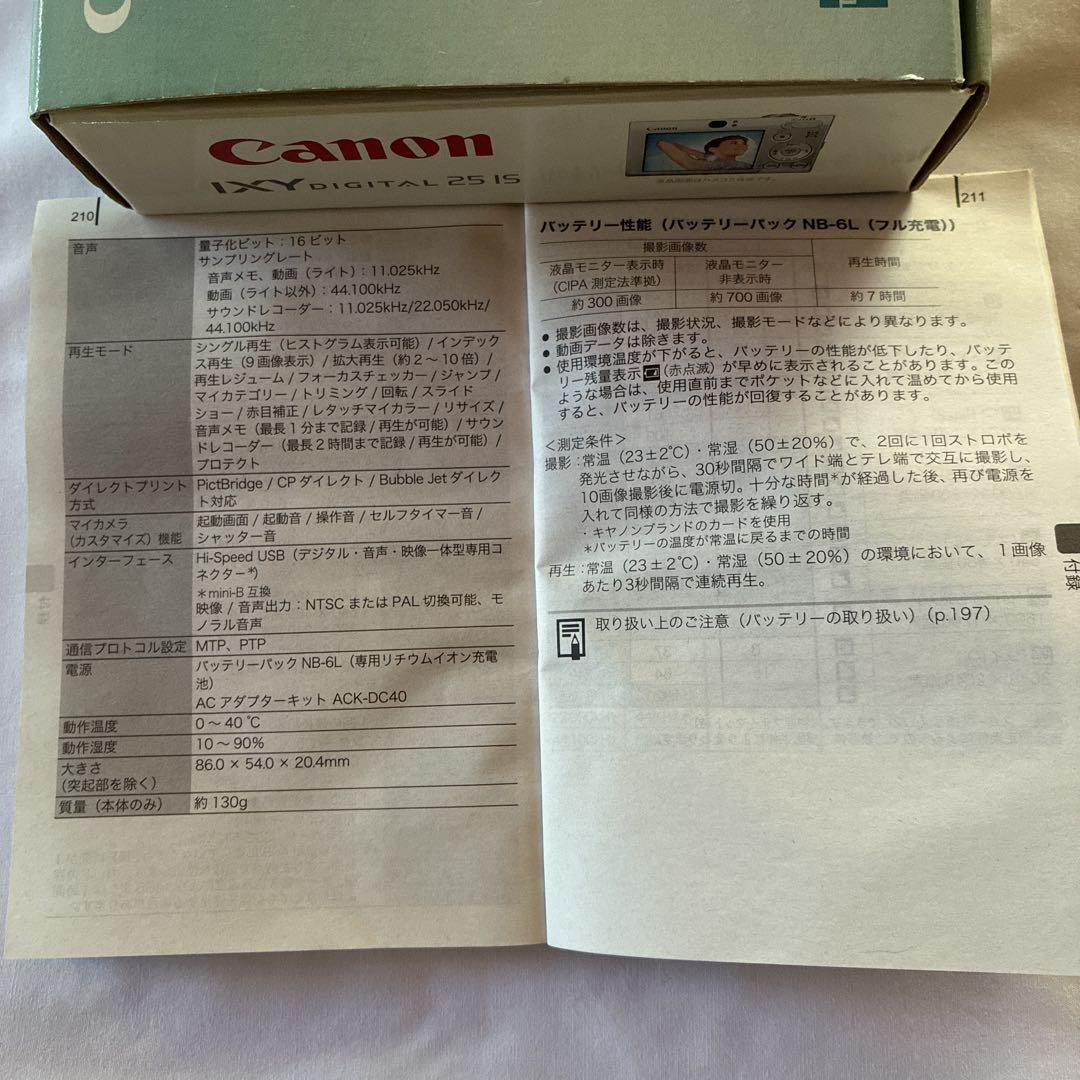 Canon
IXY DIGITAL 25 IS
Canon
210
音声
量子化ビット：16 ビット
サンプリングレート
音声メモ、動画（ライト）：11.025kHz
動画（ライト以外）：44.100kHz
サウンドレコーダー：11.025kHz/22.050kHz/
44.100kHz
再生モード
シングル再生（ヒストグラム表示可能）/ インデック
ス再生（9 画像表示）/ 拡大再生（約 2 ～ 10 倍）/
再生レジューム / フォーカスチェッカー / ジャンプ /
マイカテゴリー / トリミング / 回転 / スライド
ショー / 赤目補正 / レタッチマイカラー / リサイズ /
音声メモ（最長 1 分まで記録 / 再生が可能）/ サウン
ドレコーダー（最長 2 時間まで記録 / 再生が可能）/
プロテクト
ダイレクトプリント
方式
PictBridge / CP ダイレクト / Bubble Jet ダイレク
ト対応
マイカメラ
（カスタマイズ）機能
起動画面 / 起動音 / 操作音 / セルフタイマー音 /
シャッター音
インターフェース
Hi-Speed USB（デジタル・音声・映像一体型専用コ
ネクター*）
＊mini-B 互換
映像 / 音声出力：NTSC または PAL 切換可能、モ
ノラル音声
通信プロトコル設定
MTP、PTP
電源
バッテリーパック NB-6L（専用リチウムイオン充電
池）
AC アダプターキット ACK-DC40
動作温度
0 ～ 40 ℃
動作湿度
10 ～ 90%
大きさ
（突起部を除く）
86.0 × 54.0 × 20.4mm
質量（本体のみ）
約 130g
211
バッテリー性能（バッテリーパック NB-6L（フル充電））
撮影画像数
液晶モニター表示時
（CIPA 測定法準拠）
液晶モニター
非表示時
再生時間
約 300 画像
約 700 画像
約 7 時間
● 撮影画像数は、撮影状況、撮影モードなどにより異なります。
● 動画データは除きます。
● 使用環境温度が下がると、バッテリーの性能が低下したり、バッテ
リー残量表示（赤点滅）が早めに表示されることがあります。この
ような場合は、使用直前までポケットなどに入れて温めてから使用
すると、バッテリーの性能が回復することがあります。
＜測定条件＞
撮影：常温（23±2℃）・常湿（50±20%）で、2回に1回ストロボを
発光させながら、30秒間隔でワイド端とテレ端で交互に撮影し、
10画像撮影後に電源切。十分な時間*が経過した後、再び電源を
入れて同様の方法で撮影を繰り返す。
・キヤノンブランドのカードを使用
*バッテリーの温度が常温に戻るまでの時間
再生：常温（23±2℃）・常湿（50±20%）の環境において、1画像
あたり3秒間隔で連続再生。
取り扱い上のご注意（バッテリーの取り扱い）（p.197）
付録